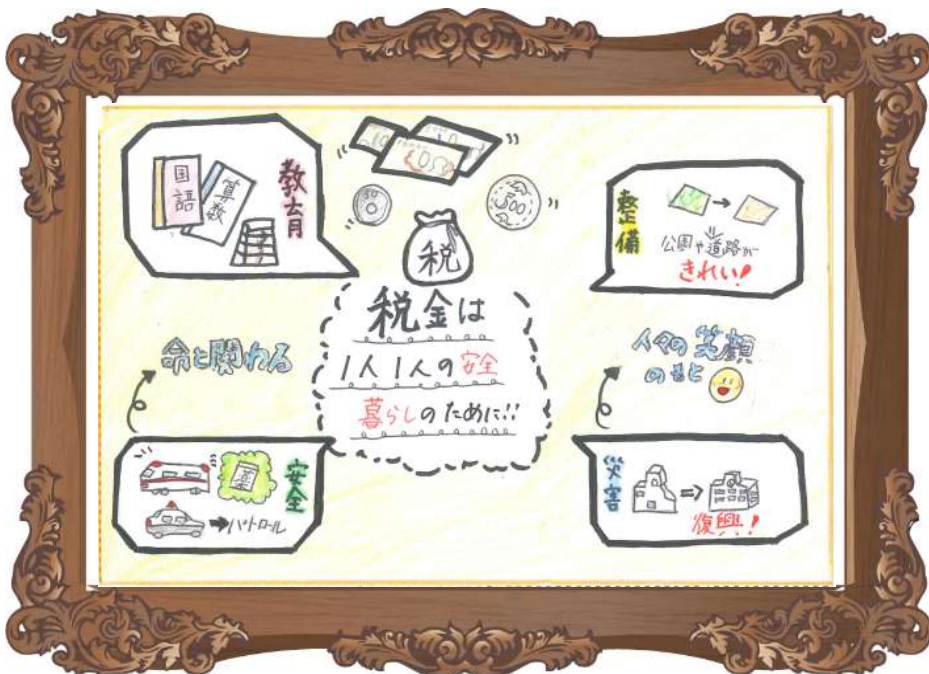 教育
国語
算数
50
500
税
税金は
1人1人の安全
暮らしのために!!
整備
公園や道路が
きれい!
命と関わる
人々の笑顔
のもと
安全
薬
パトロール
災害
復興!